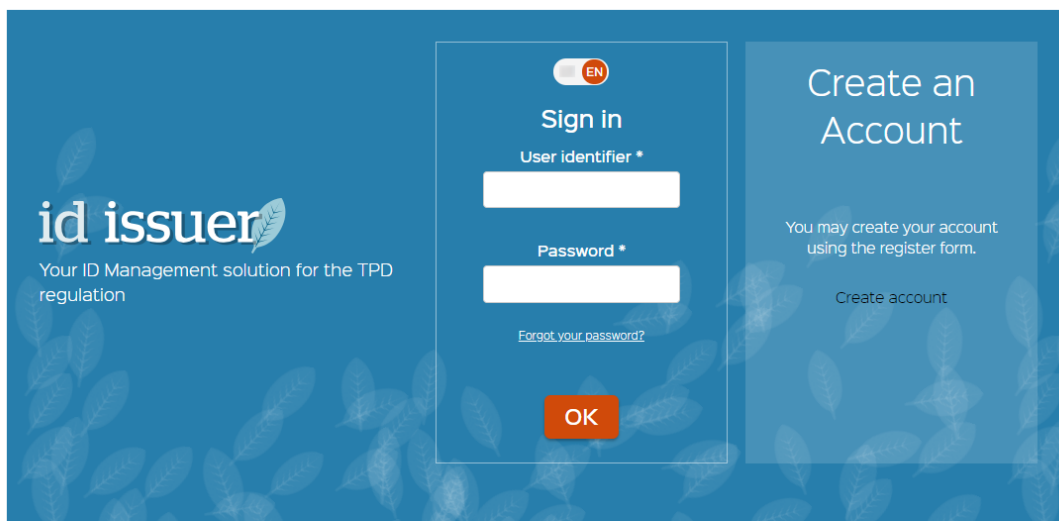 id issuer
Your ID Management solution for the TPD
regulation
EN
Sign in
User identifier *
Password *
Forgot your password?
OK
Create an
Account
You may create your account
using the register form.
Create account